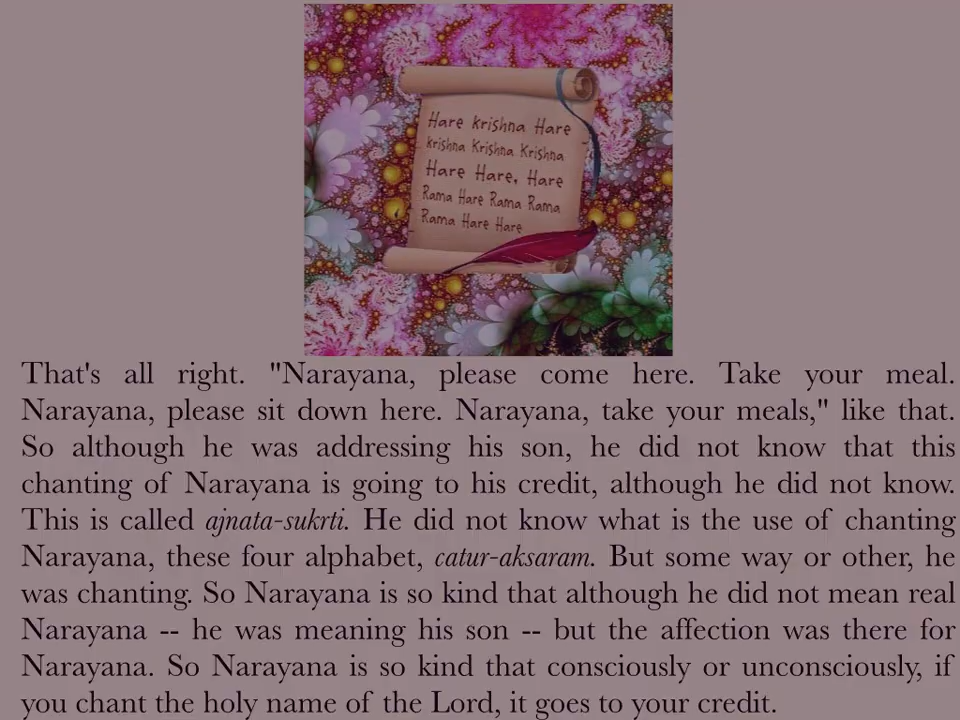 Hare krishna Hare
krishna Krishna Krishna
Hare Hare, Hare
Rama Hare Rama Rama
Rama Hare Hare
That's all right. "Narayana, please come here. Take your meal.
Narayana, please sit down here. Narayana, take your meals," like that.
So although he was addressing his son, he did not know that this
chanting of Narayana is going to his credit, although he did not know.
This is called ajnata-sukrti. He did not know what is the use of chanting
Narayana, these four alphabet, catur-aksaram. But some way or other, he
was chanting. So Narayana is so kind that although he did not mean real
Narayana -- he was meaning his son -- but the affection was there for
Narayana. So Narayana is so kind that consciously or unconsciously, if
you chant the holy name of the Lord, it goes to your credit.